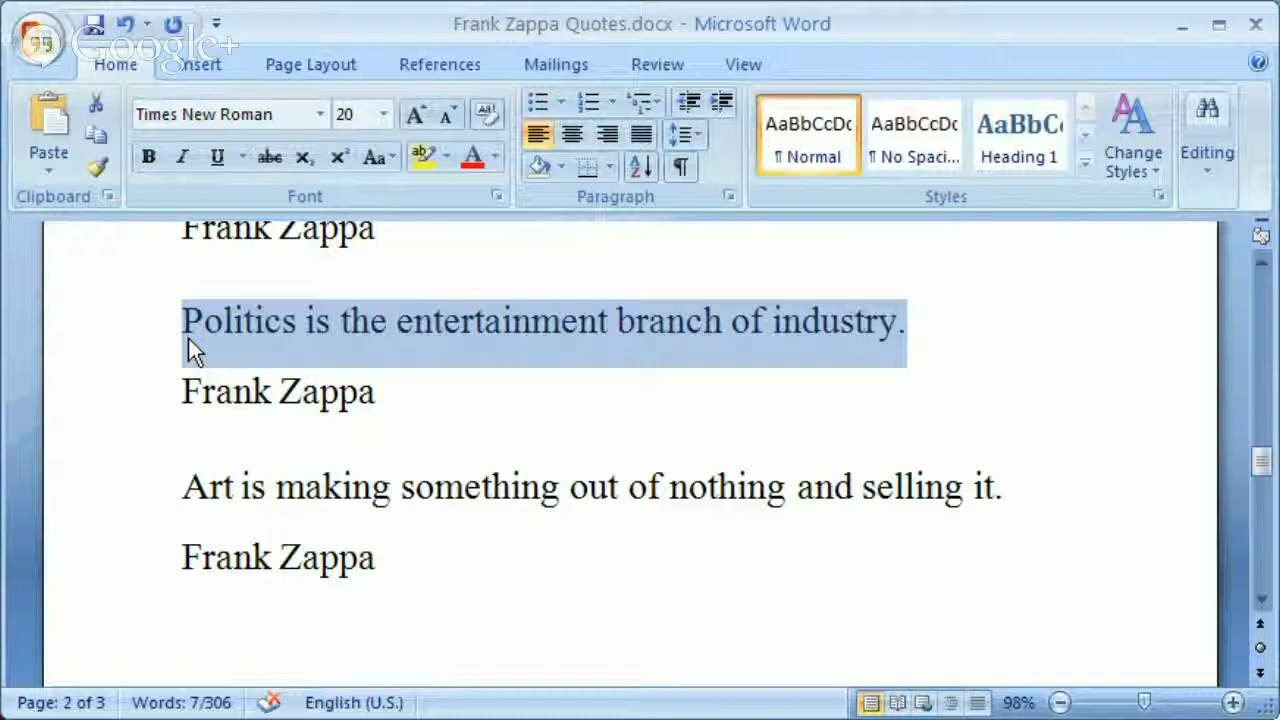 Frank Zappa Quotes.docx - Microsoft Word
Google+
Home Insert Page Layout References Mailings Review View
Times New Roman 20
AaBbCcDc AaBbCcDc AaBbC
Paste
¶ Normal ¶ No Spaci... Heading 1 Change Styles Editing
Clipboard Font Paragraph Styles
Frank Zappa
Politics is the entertainment branch of industry.
Frank Zappa
Art is making something out of nothing and selling it.
Frank Zappa
Page: 2 of 3 Words: 7/306 English (U.S.) 98%